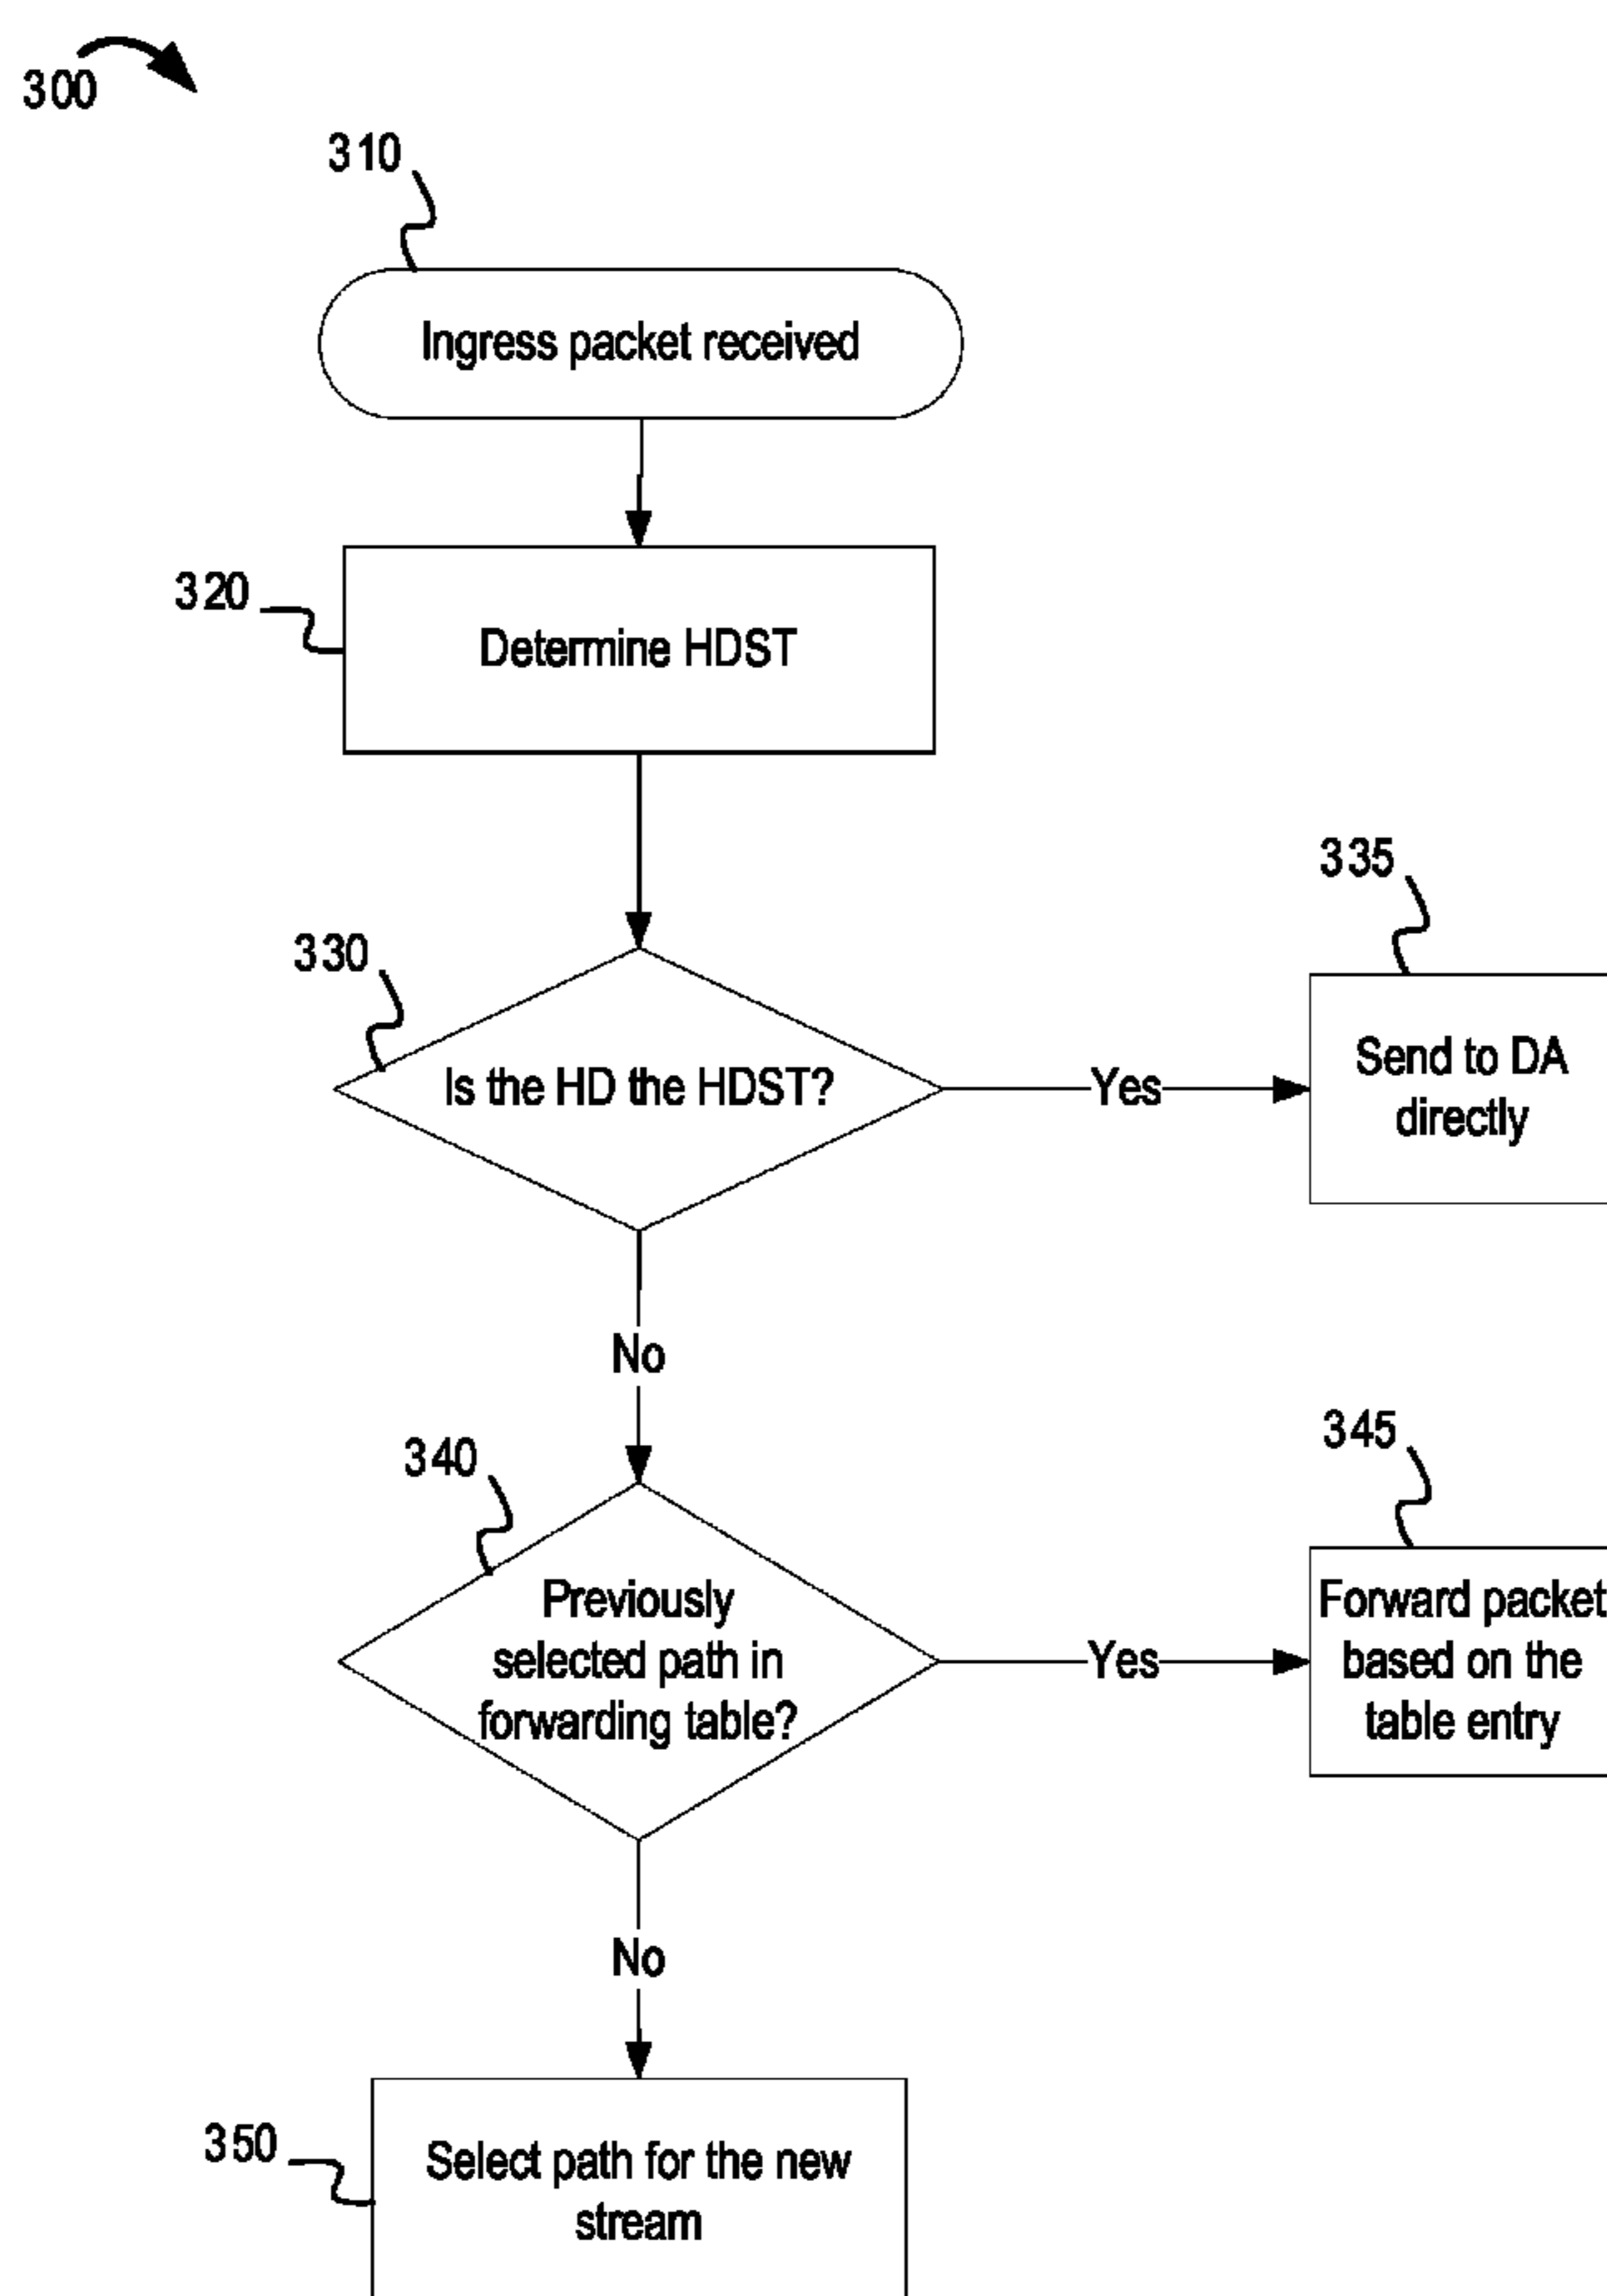 300
310
Ingress packet received
320
Determine HDST
330
Is the HD the HDST?
Yes
335
Send to DA
directly
No
340
Previously
selected path in
forwarding table?
Yes
345
Forward packet
based on the
table entry
No
350
Select path for the new
stream